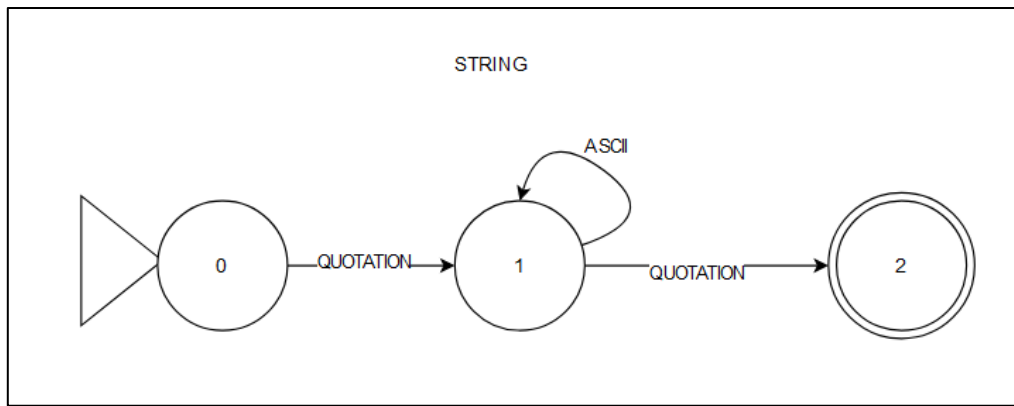 STRING
ASCII
0
QUOTATION
1
QUOTATION
2